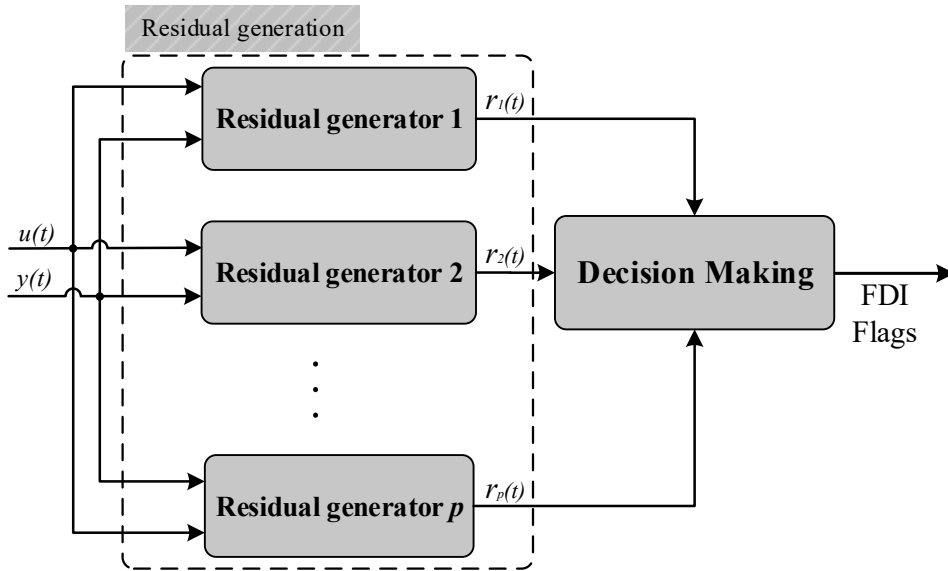 Residual generation
Residual generator 1
r1(t)
u(t)
y(t)
Residual generator 2
r2(t)
Decision Making
FDI
Flags
Residual generator p
rp(t)